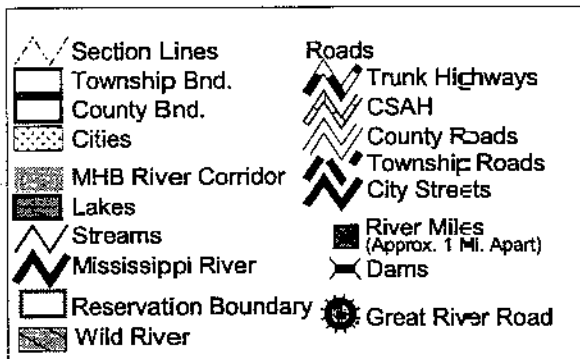 Section Lines
Township Bnd.
County Bnd.
Cities
MHB River Corridor
Lakes
Streams
Mississippi River
Reservation Boundary
Wild River
Roads
Trunk Highways
CSAH
County Roads
Township Roads
City Streets
River Miles
(Approx. 1 Mi. Apart)
Dams
Great River Road